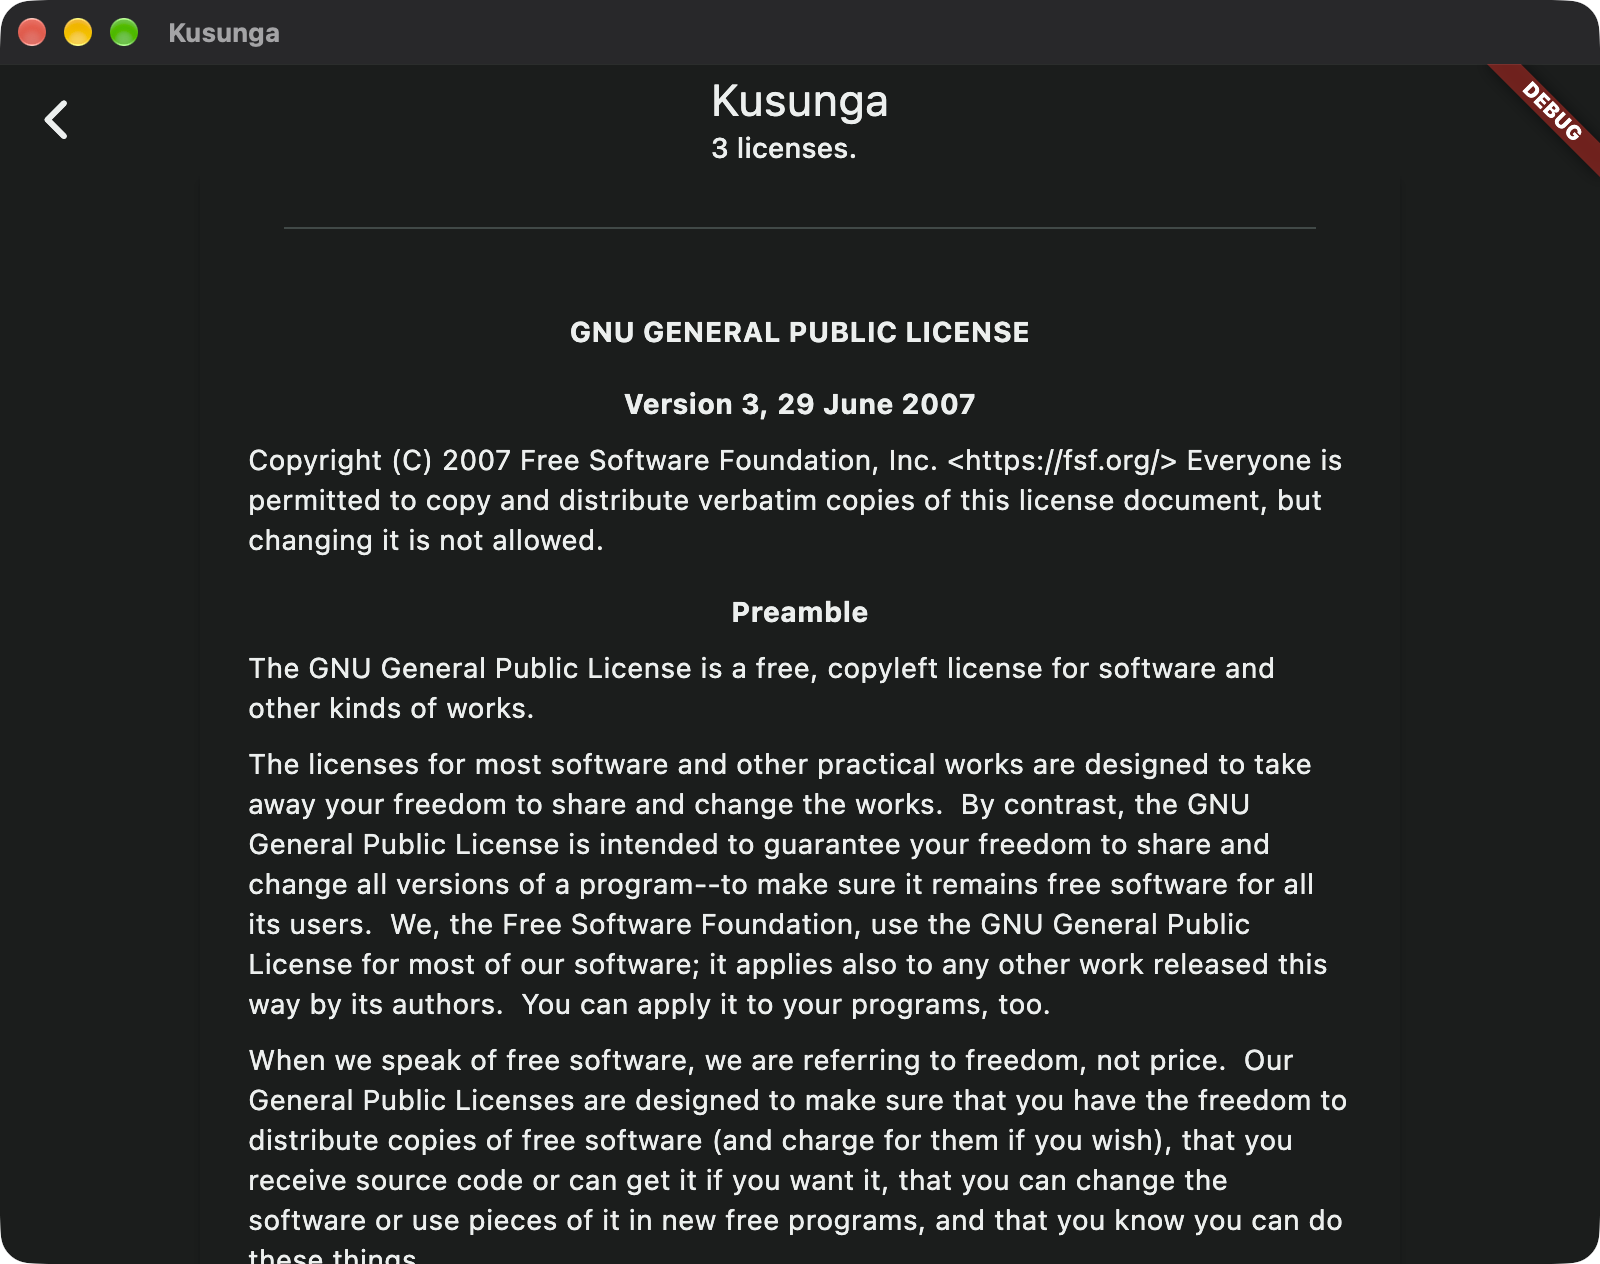 Kusunga
Kusunga
3 licenses.
DEBUG
GNU GENERAL PUBLIC LICENSE
Version 3, 29 June 2007
Copyright (C) 2007 Free Software Foundation, Inc. <https://fsf.org/> Everyone is
permitted to copy and distribute verbatim copies of this license document, but
changing it is not allowed.
Preamble
The GNU General Public License is a free, copyleft license for software and
other kinds of works.
The licenses for most software and other practical works are designed to take
away your freedom to share and change the works.  By contrast, the GNU
General Public License is intended to guarantee your freedom to share and
change all versions of a program--to make sure it remains free software for all
its users.  We, the Free Software Foundation, use the GNU General Public
License for most of our software; it applies also to any other work released this
way by its authors.  You can apply it to your programs, too.
When we speak of free software, we are referring to freedom, not price.  Our
General Public Licenses are designed to make sure that you have the freedom to
distribute copies of free software (and charge for them if you wish), that you
receive source code or can get it if you want it, that you can change the
software or use pieces of it in new free programs, and that you know you can do
these things.